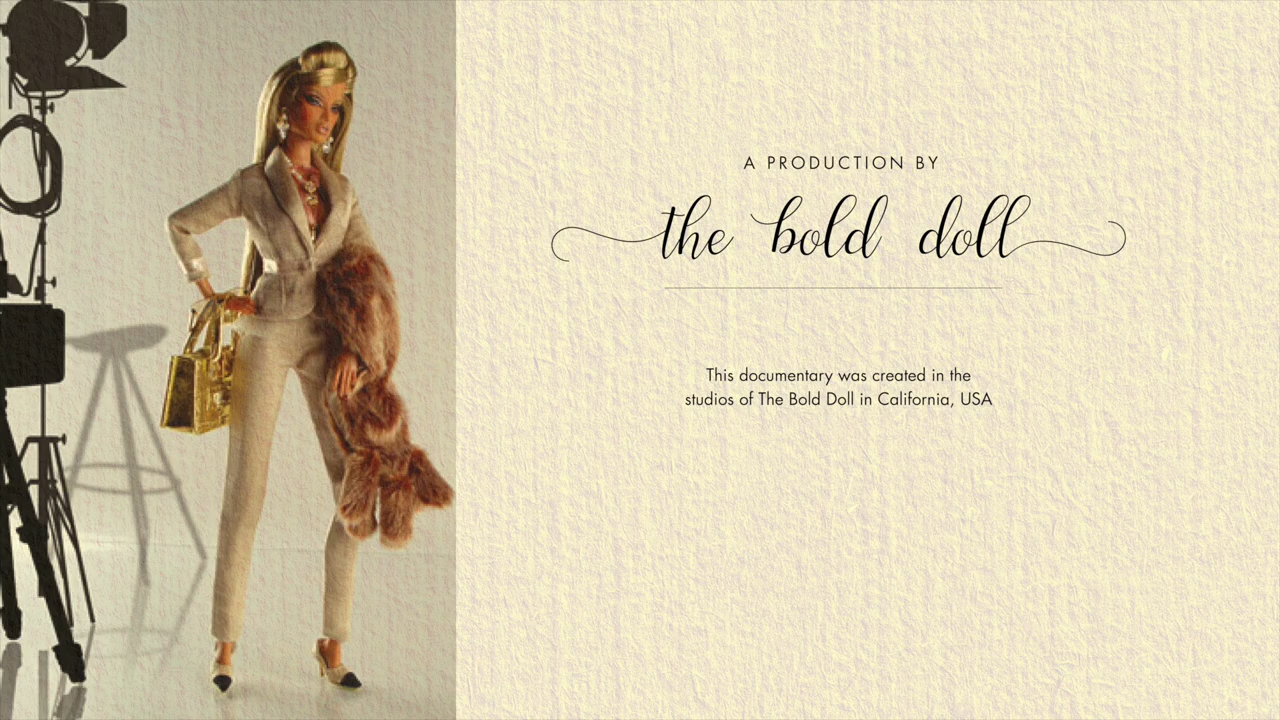 A PRODUCTION BY
the bold doll
This documentary was created in the
studios of The Bold Doll in California, USA